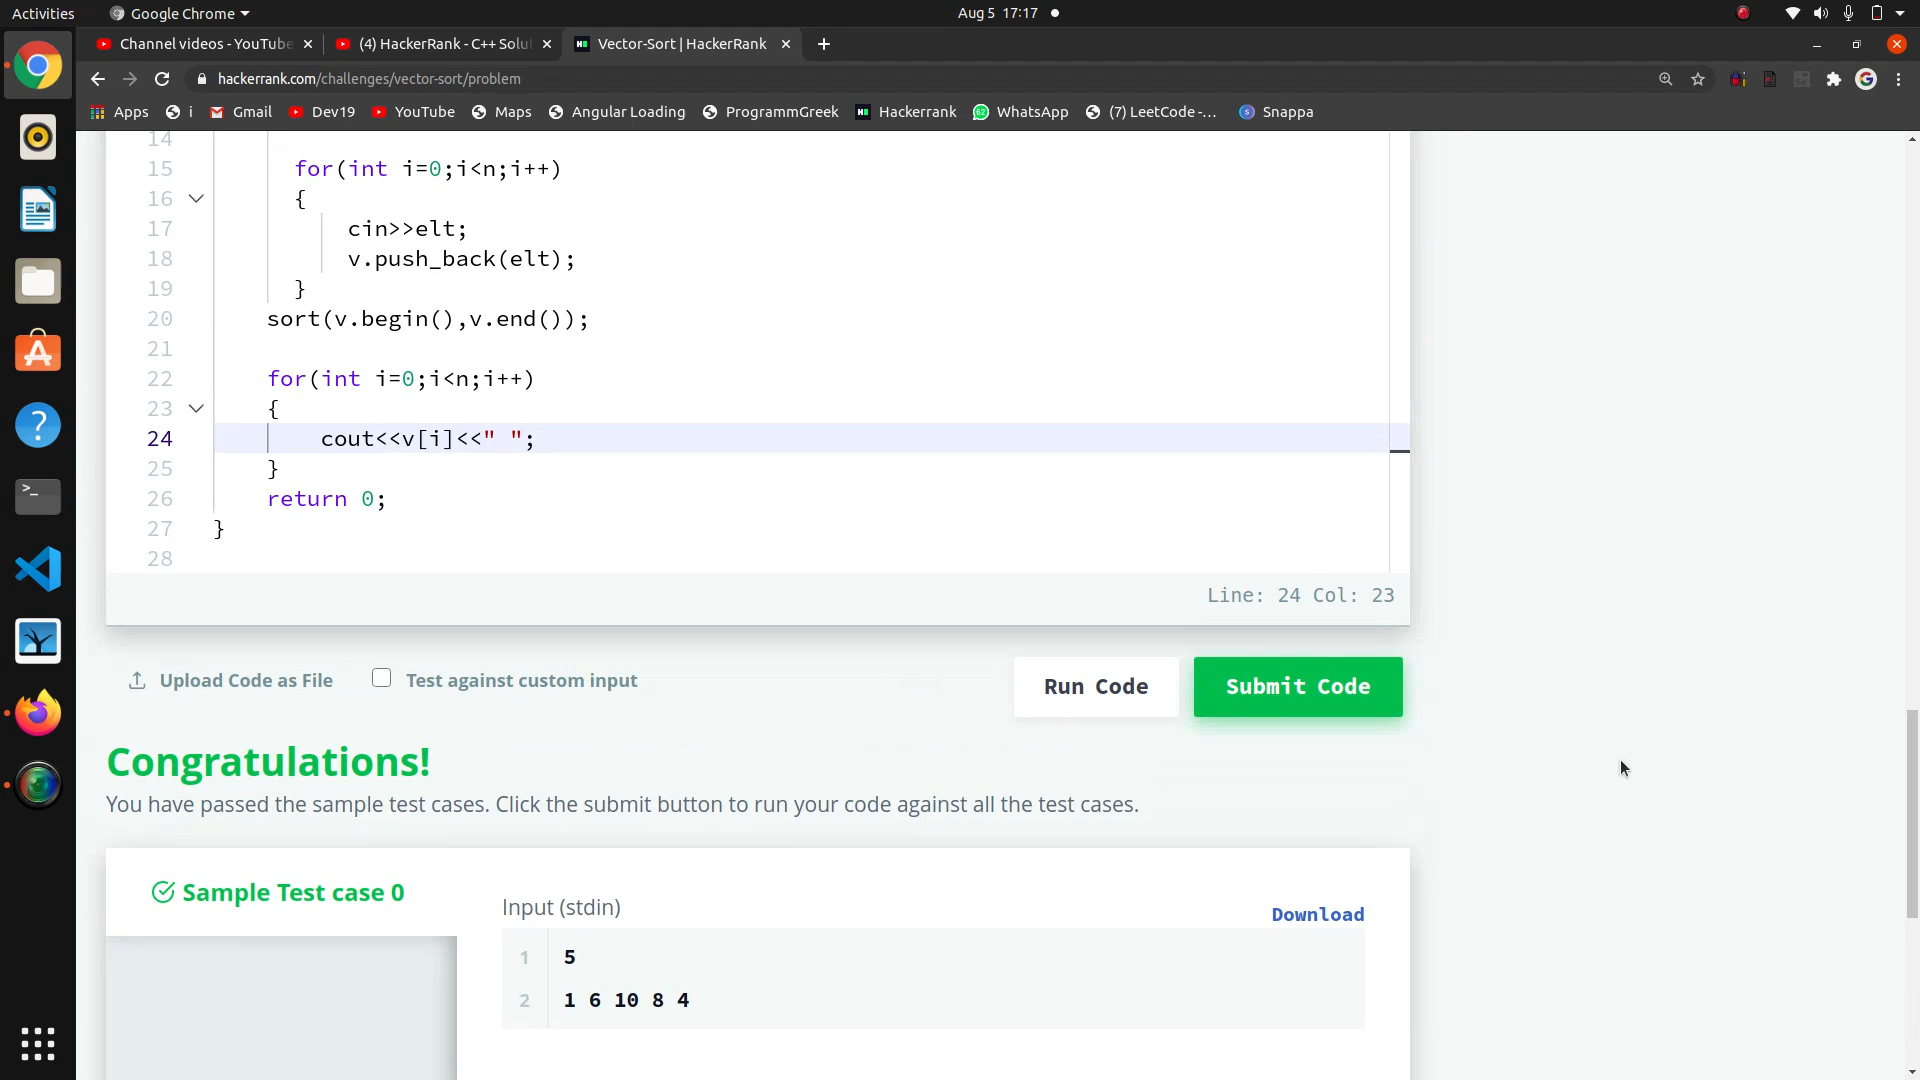 Activities Google Chrome Aug 5 17:17
Channel videos - YouTube (4) HackerRank - C++ Solu Vector-Sort | HackerRank
hackerrank.com/challenges/vector-sort/problem
Apps i Gmail Dev19 YouTube Maps Angular Loading ProgrammGreek Hackerrank WhatsApp (7) LeetCode -... Snappa
14
15 for(int i=0;i<n;i++)
16 {
17 cin>>elt;
18 v.push_back(elt);
19 }
20 sort(v.begin(),v.end());
21
22 for(int i=0;i<n;i++)
23 {
24 cout<<v[i]<<" ";
25 }
26 return 0;
27 }
28
Line: 24 Col: 23
Upload Code as File Test against custom input Run Code Submit Code
Congratulations!
You have passed the sample test cases. Click the submit button to run your code against all the test cases.
Sample Test case 0
Input (stdin)
Download
1 5
2 1 6 10 8 4